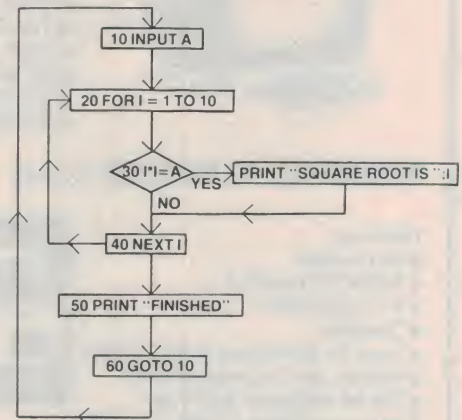 10 INPUT A
20 FOR I = 1 TO 10
30 I*I=A
YES
PRINT "SQUARE ROOT IS ";I
NO
40 NEXT I
50 PRINT "FINISHED"
60 GOTO 10